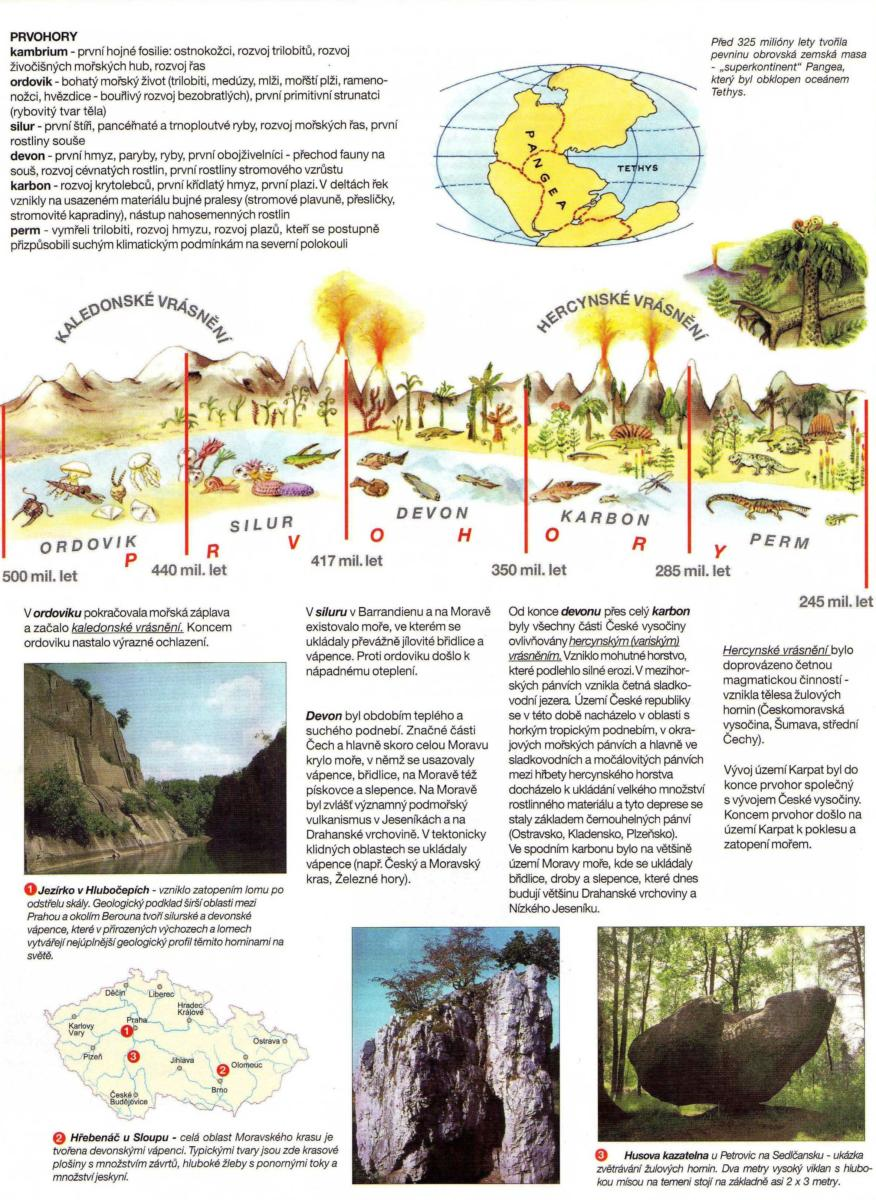 PRVOHORY
kambrium - první hojné fosilie: ostnokožci, rozvoj trilobitů, rozvoj
živočišných mořských hub, rozvoj řas
ordovik - bohatý mořský život (trilobiti, medúzy, mlži, mořští plži, rameno-
nožci, hvězdice - bouřlivý rozvoj bezobratlých), první primitivní strunatci
(rybovitý tvar těla)
silur - první štíři, pancéřnaté a trnoploutvé ryby, rozvoj mořských řas, první
rostliny souše
devon - první hmyz, paryby, ryby, první obojživelníci - přechod fauny na
souš, rozvoj cévnatých rostlin, první rostliny stromového vzrůstu
karbon - rozvoj krytolebců, první křídlatý hmyz, první plazi. V deltách řek
vznikly na usazeném materiálu bujné pralesy (stromové plavuně, přesličky,
stromovité kapradiny), nástup nahosemenných rostlin
perm - vymřeli trilobiti, rozvoj hmyzu, rozvoj plazů, kteří se postupně
přizpůsobili suchým klimatickým podmínkám na severní polokouli
Před 325 milióny lety tvořila
pevninu obrovská zemská masa
- „superkontinent" Pangea,
který byl obklopen oceánem
Tethys.
PANGEA
TETHYS
KALEDONSKÉ VRÁSNĚNÍ
HERCYNSKÉ VRÁSNĚNÍ
ORDOVIK
SILUR
DEVON
KARBON
PERM
PRVOHORY
500 mil. let
440 mil. let
417 mil. let
350 mil. let
285 mil. let
245 mil. let
V ordoviku pokračovala mořská záplava
a začalo kaledonské vrásnění. Koncem
ordoviku nastalo výrazné ochlazení.
V siluru v Barrandienu a na Moravě
existovalo moře, ve kterém se
ukládaly převážně jílovité břidlice a
vápence. Proti ordoviku došlo k
nápadnému oteplení.
Devon byl obdobím teplého a
suchého podnebí. Značné části
Čech a hlavně skoro celou Moravu
krylo moře, v němž se usazovaly
vápence, břidlice, na Moravě též
pískovce a slepence. Na Moravě
byl zvlášť významný podmořský
vulkanismus v Jeseníkách a na
Drahanské vrchovině. V tektonicky
klidných oblastech se ukládaly
vápence (např. Český a Moravský
kras, Železné hory).
Od konce devonu přes celý karbon
byly všechny části České vysočiny
ovlivňovány hercynským (variským)
vrásněním. Vzniklo mohutné horstvo,
které podlehlo silné erozi. V mezihor-
ských pánvích vznikla četná sladko-
vodní jezera. Území České republiky
se v této době nacházelo v oblasti s
horkým tropickým podnebím, v okra-
jových mořských pánvích a hlavně ve
sladkovodních a močálovitých pánvích
mezi hřbety hercynského horstva
docházelo k ukládání velkého množství
rostlinného materiálu a tyto deprese se
staly základem černouhelných pánví
(Ostravsko, Kladensko, Plzeňsko).
Ve spodním karbonu bylo na většině
území Moravy moře, kde se ukládaly
břidlice, droby a slepence, které dnes
budují většinu Drahanské vrchoviny a
Nízkého Jeseníku.
Hercynské vrásnění bylo
doprovázeno četnou
magmatickou činností -
vznikla tělesa žulových
hornin (Českomoravská
vysočina, Šumava, střední
Čechy).
Vývoj území Karpat byl do
konce prvohor společný
s vývojem České vysočiny.
Koncem prvohor došlo na
území Karpat k poklesu a
zatopení mořem.
1 Jezírko v Hlubočepích - vzniklo zatopením lomu po
odstřelu skály. Geologický podklad širší oblasti mezi
Prahou a okolím Berouna tvoří silurské a devonské
vápence, které v přirozených výchozech a lomech
vytvářejí nejúplnější geologický profil těmito horninami na
světě.
Děčín
Liberec
Hradec
Králové
Karlovy
Vary
Praha
1
Plzeň
3
Jihlava
2
Olomouc
Ostrava
Brno
České
Budějovice
2 Hřebenáč u Sloupu - celá oblast Moravského krasu je
tvořena devonskými vápenci. Typickými tvary jsou zde krasové
plošiny s množstvím závrtů, hluboké žleby s ponornými toky a
množství jeskyní.
3 Husova kazatelna u Petrovic na Sedlčansku - ukázka
zvětrávání žulových hornin. Dva metry vysoký viklan s hlubo-
kou mísou na temeni stojí na základně asi 2 x 3 metry.